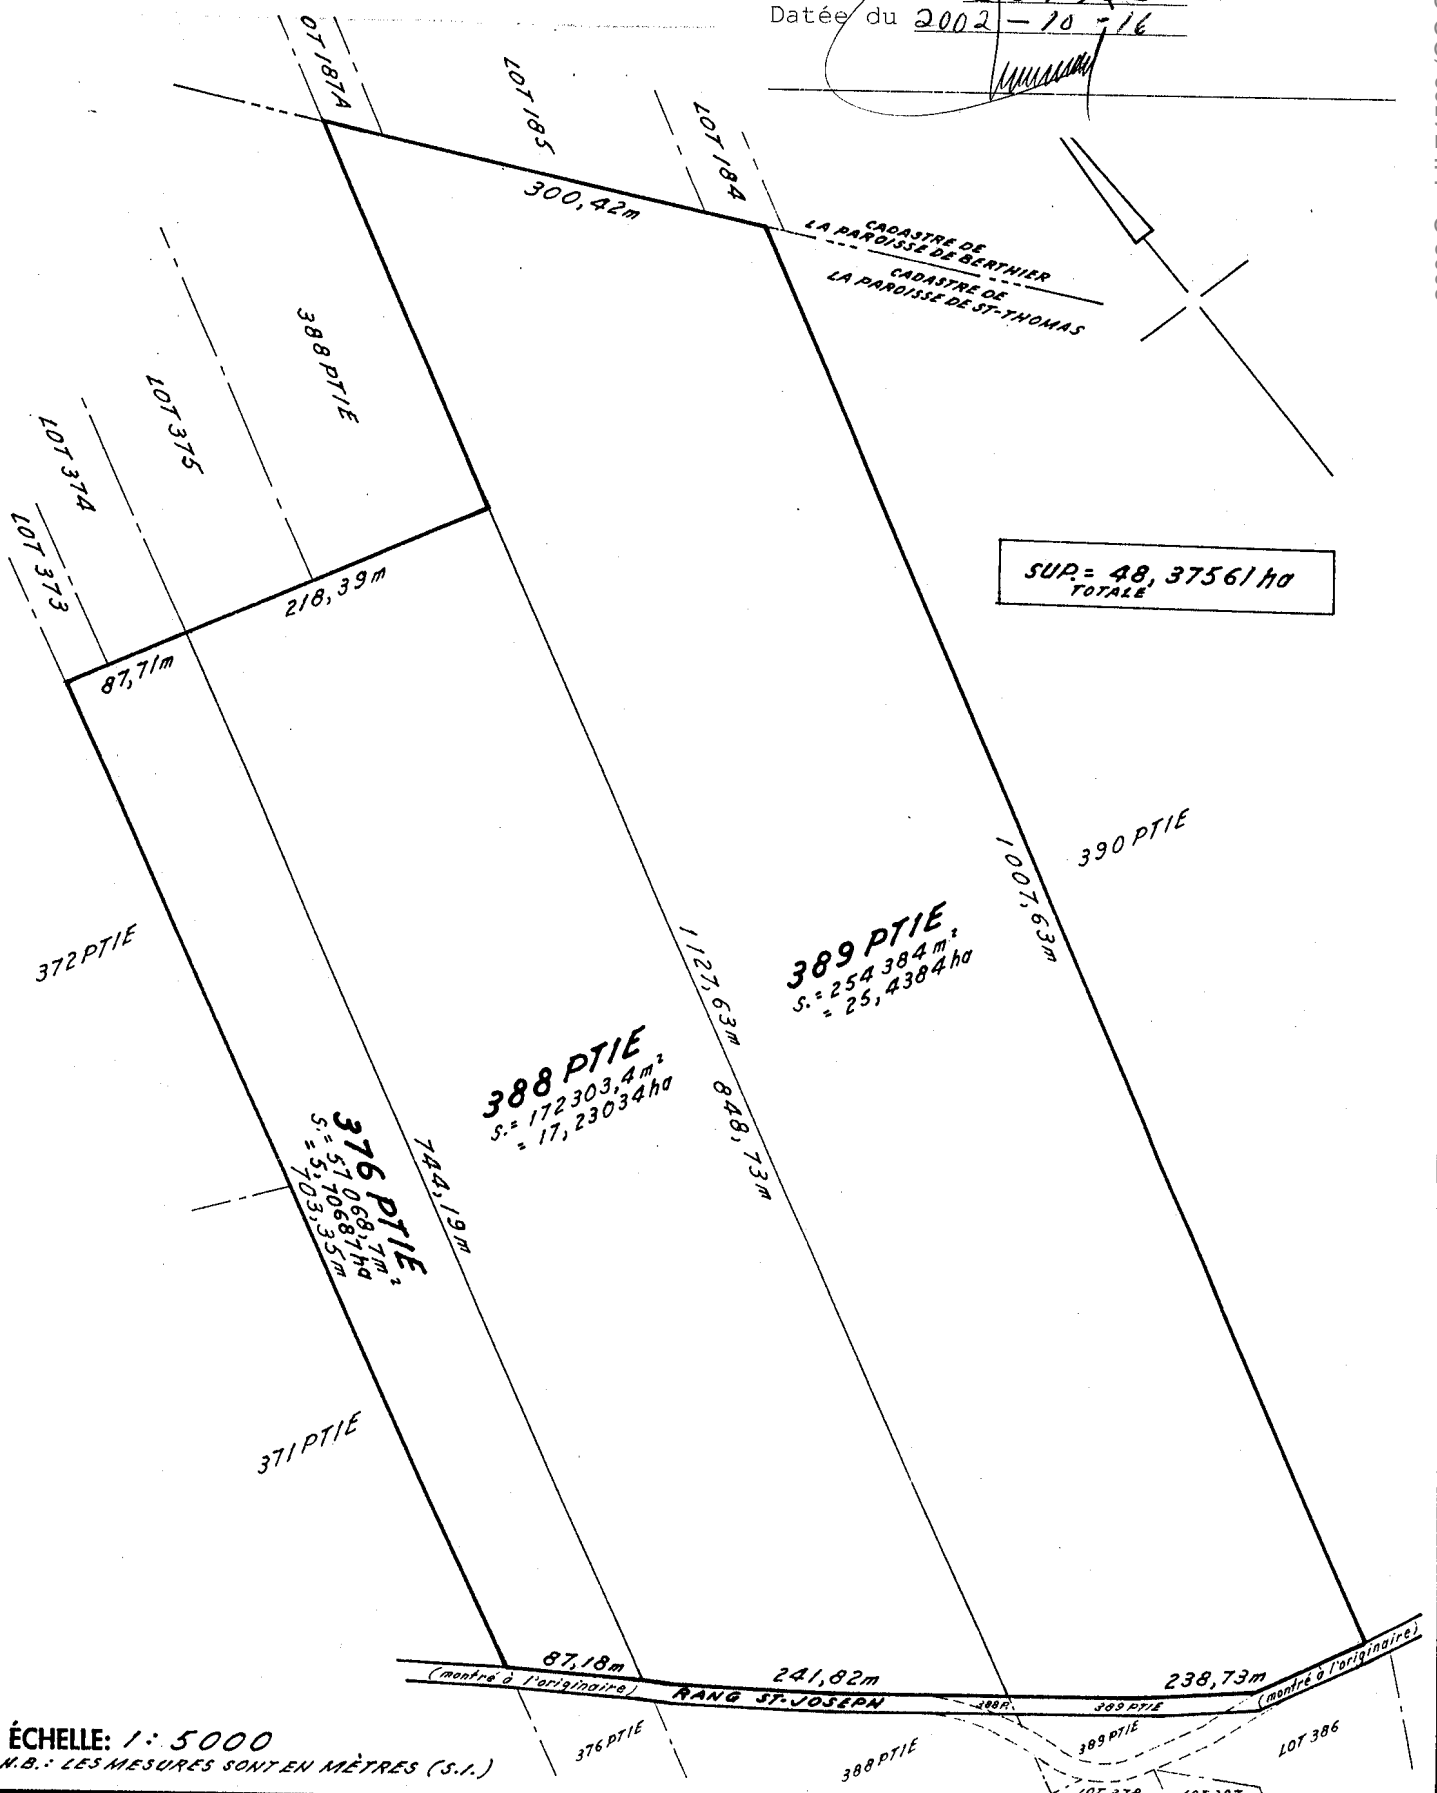 Datée du 2002-10-16
LOT 185
LOT 184
300,42m
CADASTRE DE
LA PAROISSE DE BERTHIER
CADASTRE DE
LA PAROISSE DE ST-THOMAS
388 PTIE
LOT 375
LOT 374
LOT 373
218,39m
87,71m
SUP.= 48,37561 ha
TOTALE
390 PTIE
1007,63m
389 PTIE
S.= 254 384 m²
= 25,4384 ha
372 PTIE
1127,63m
848,73m
388 PTIE
S.= 172303,4 m²
= 17,23034 ha
376 PTIE
S.= 57 068,7 m²
S.= 5,70687 ha
703,35m
744,19m
371 PTIE
87,18m
241,82m
238,73m
(montré à l'originaire)
RANG ST-JOSEPH
388 P.
389 PTIE
(montré à l'originaire)
376 PTIE
388 PTIE
389 PTIE
LOT 386
ÉCHELLE: 1:5000
N.B.: LES MESURES SONT EN MÈTRES (S.I.)